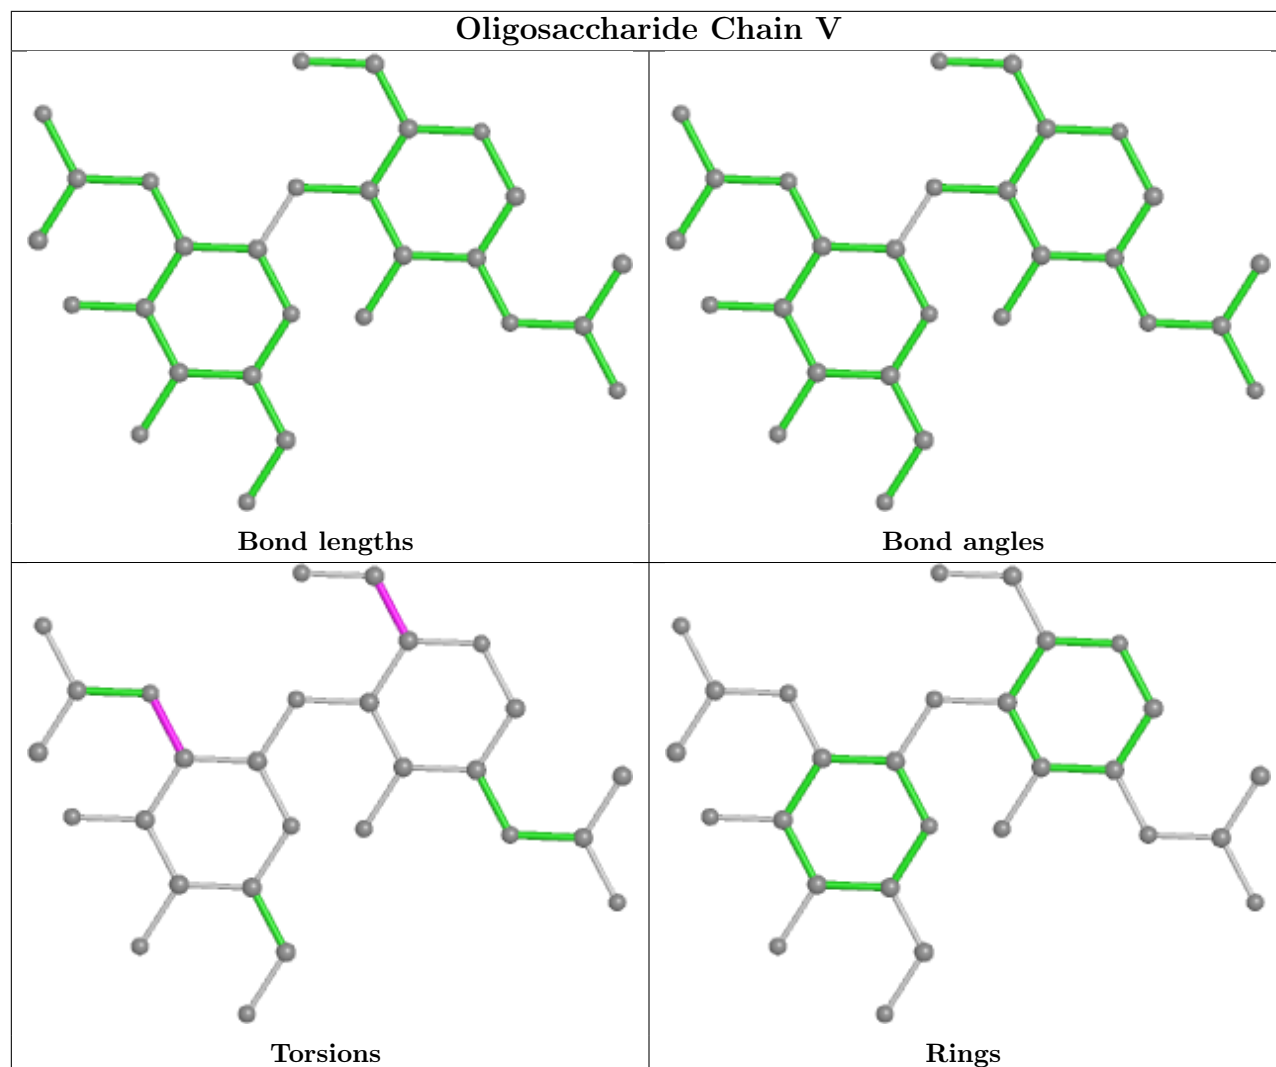 Oligosaccharide Chain V
Bond lengths
Bond angles
Torsions
Rings